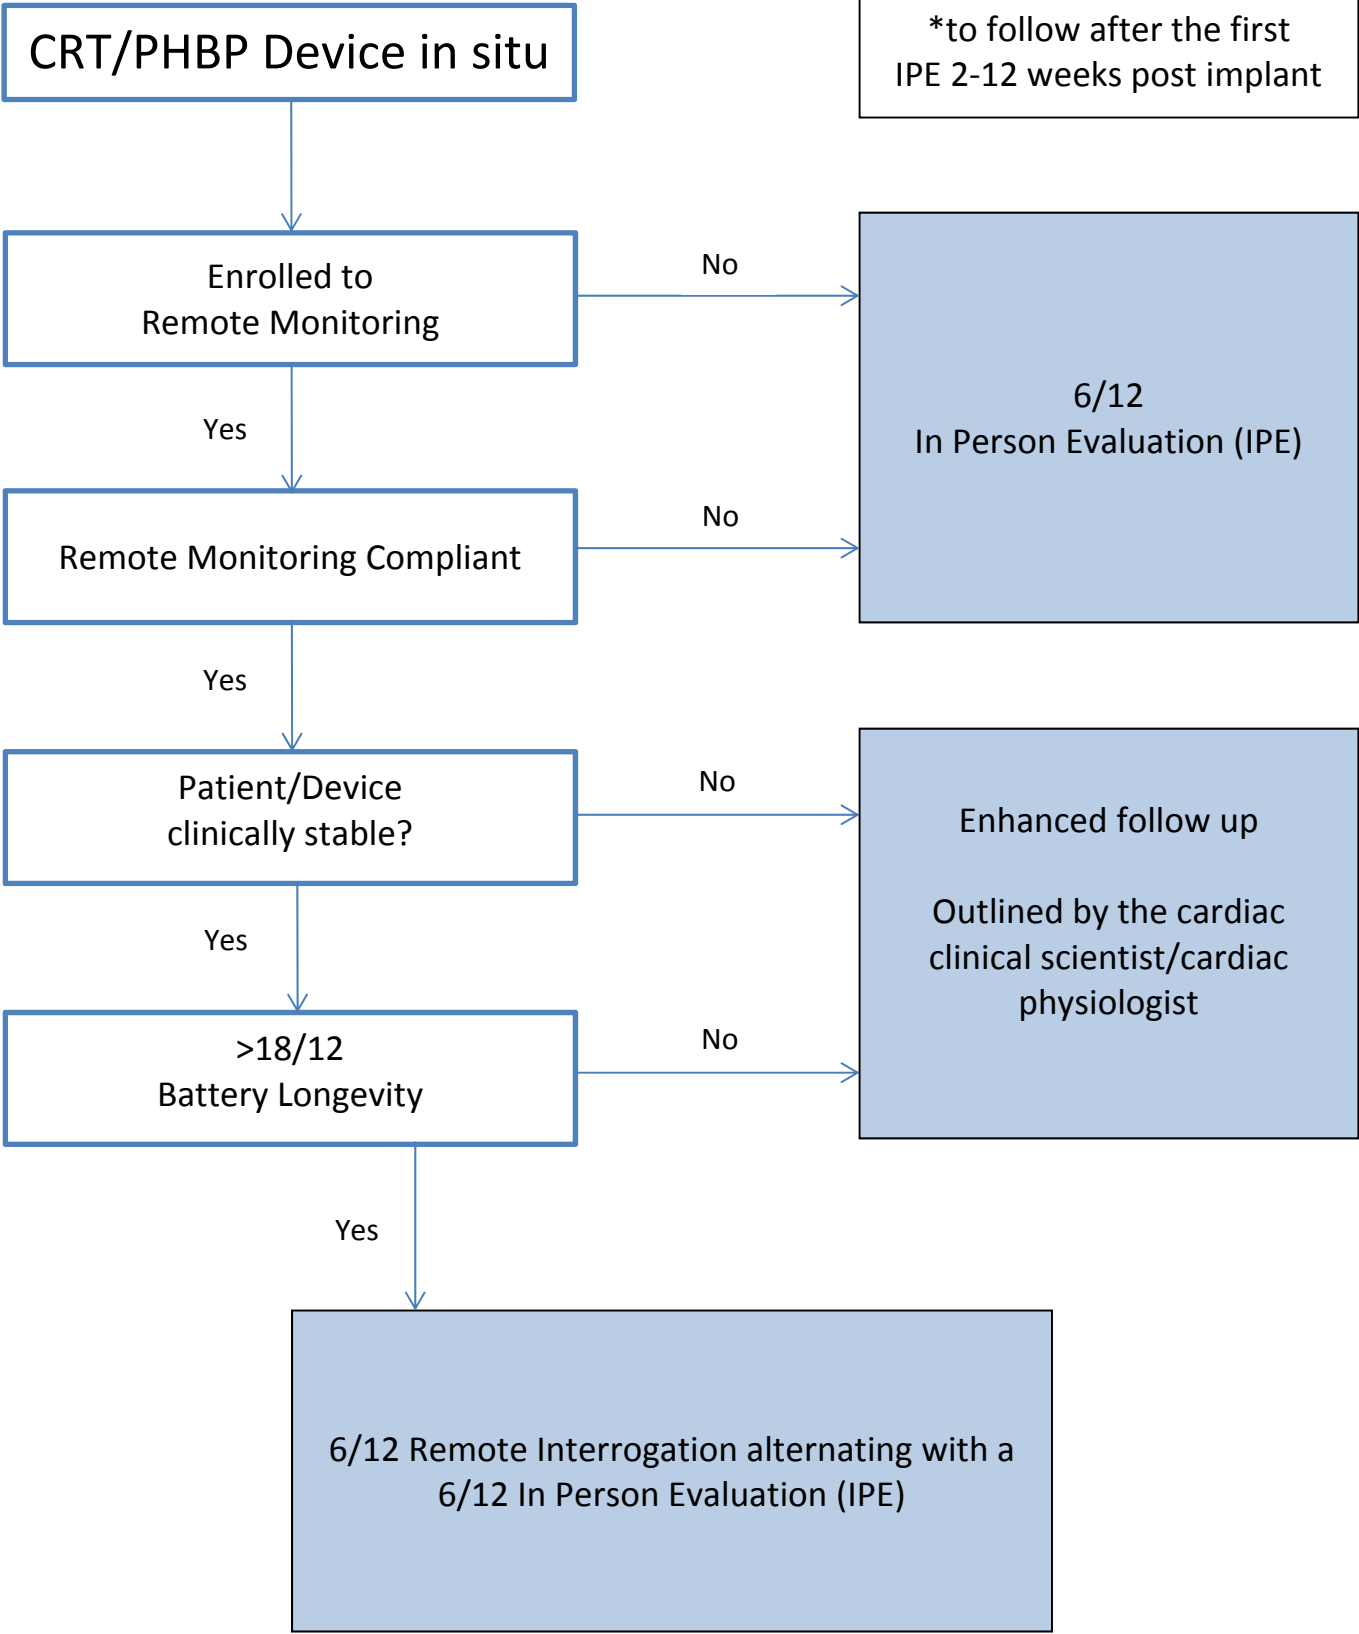 CRT/PHBP Device in situ
*to follow after the first
IPE 2-12 weeks post implant
Enrolled to
Remote Monitoring
No
6/12
In Person Evaluation (IPE)
Yes
Remote Monitoring Compliant
No
Yes
Patient/Device
clinically stable?
No
Enhanced follow up
Outlined by the cardiac
clinical scientist/cardiac
physiologist
Yes
>18/12
Battery Longevity
No
Yes
6/12 Remote Interrogation alternating with a
6/12 In Person Evaluation (IPE)